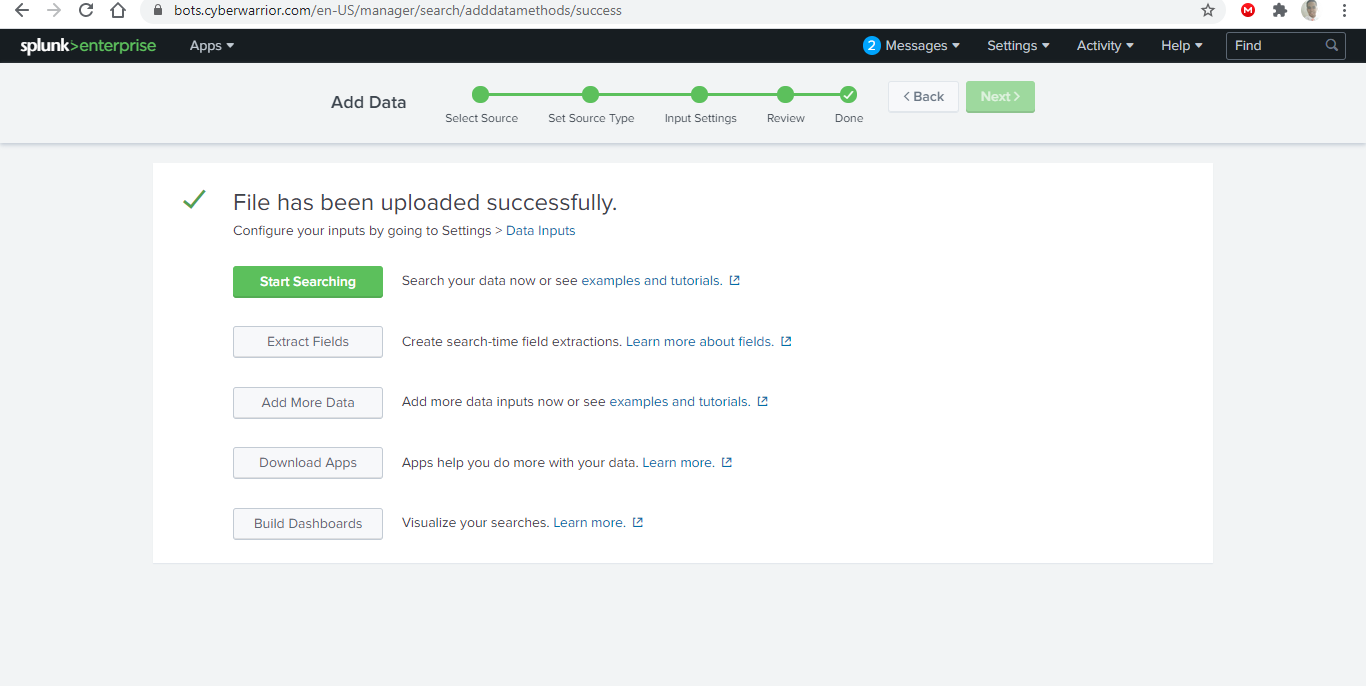 bots.cyberwarrior.com/en-US/manager/search/adddatamethods/success
M
splunk>enterprise Apps 2 Messages Settings Activity Help Find
Add Data
Select Source Set Source Type Input Settings Review Done
< Back Next >
File has been uploaded successfully.
Configure your inputs by going to Settings > Data Inputs
Start Searching Search your data now or see examples and tutorials.
Extract Fields Create search-time field extractions. Learn more about fields.
Add More Data Add more data inputs now or see examples and tutorials.
Download Apps Apps help you do more with your data. Learn more.
Build Dashboards Visualize your searches. Learn more.